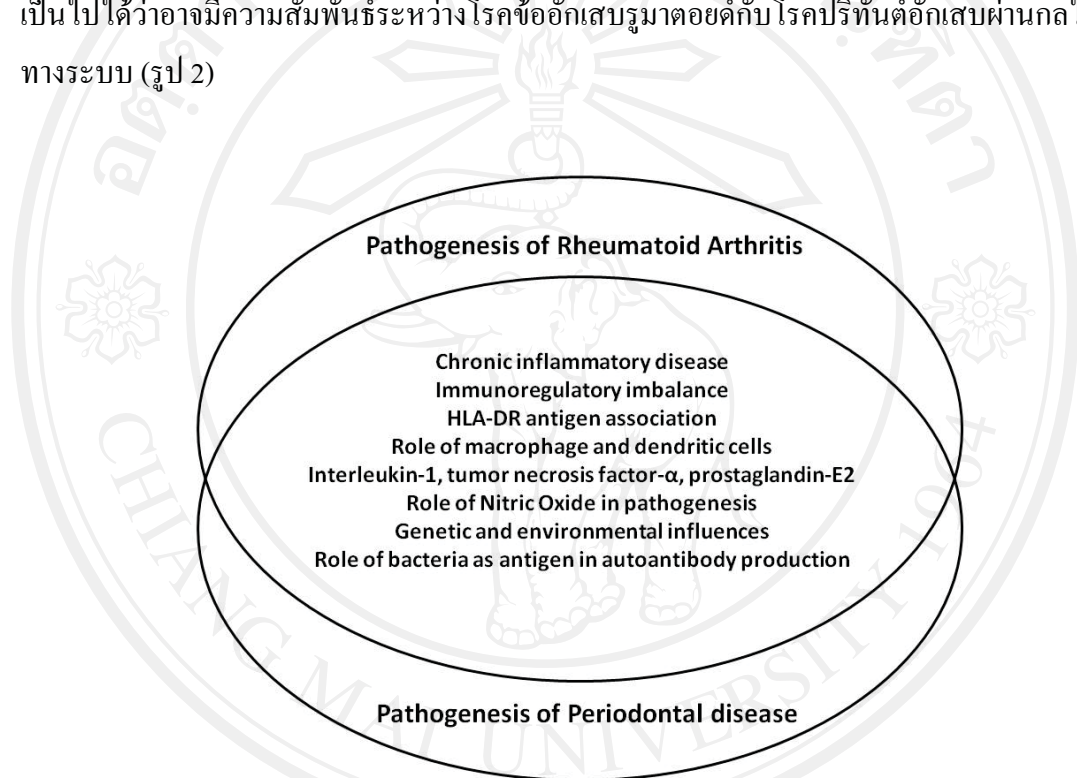 เป็นไปได้ว่าอาจมีความสัมพันธ์ระหว่างโรคข้ออักเสบรูมาตอยด์กับโรคปริทันต์อักเสบผ่าน
ทางระบบ (รูป 2)
Pathogenesis of Rheumatoid Arthritis
Chronic inflammatory disease
Immunoregulatory imbalance
HLA-DR antigen association
Role of macrophage and dendritic cells
Interleukin-1, tumor necrosis factor-α, prostaglandin-E2
Role of Nitric Oxide in pathogenesis
Genetic and environmental influences
Role of bacteria as antigen in autoantibody production
Pathogenesis of Periodontal disease
CHIANG MAI UNIVERSITY 1964